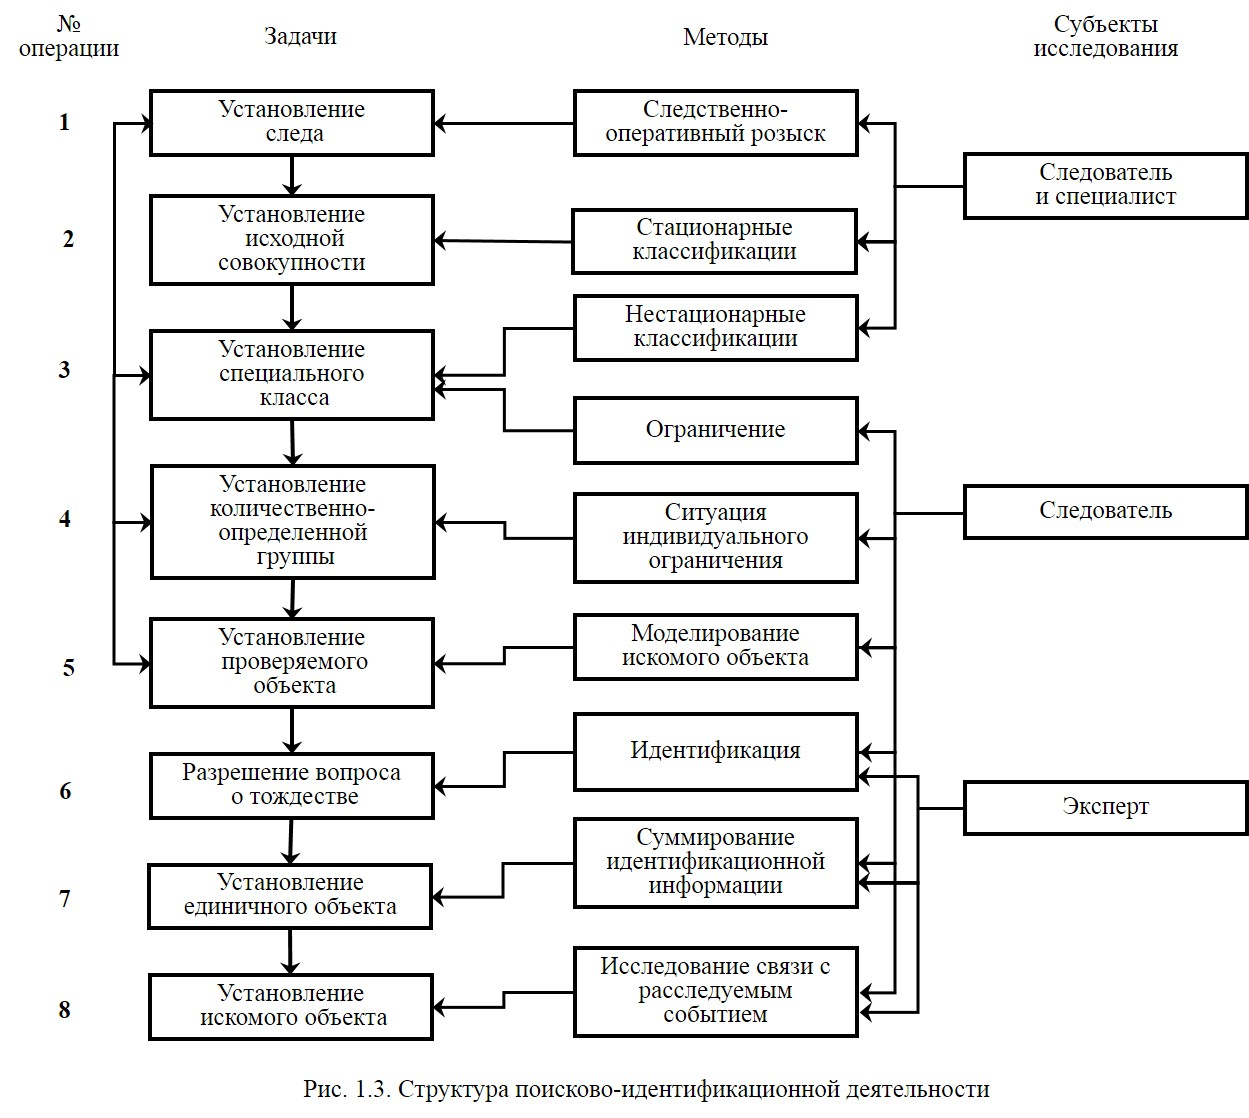 №
операции
Задачи
Методы
Субъекты
исследования
1
Установление
следа
Следственно-
оперативный розыск
Следователь
и специалист
2
Установление
исходной
совокупности
Стационарные
классификации
Нестационарные
классификации
3
Установление
специального
класса
Ограничение
4
Установление
количественно-
определенной
группы
Ситуация
индивидуального
ограничения
Следователь
5
Установление
проверяемого
объекта
Моделирование
искомого объекта
6
Разрешение вопроса
о тождестве
Идентификация
Эксперт
7
Установление
единичного объекта
Суммирование
идентификационной
информации
8
Установление
искомого объекта
Исследование связи с
расследуемым
событием
Рис. 1.3. Структура поисково-идентификационной деятельности